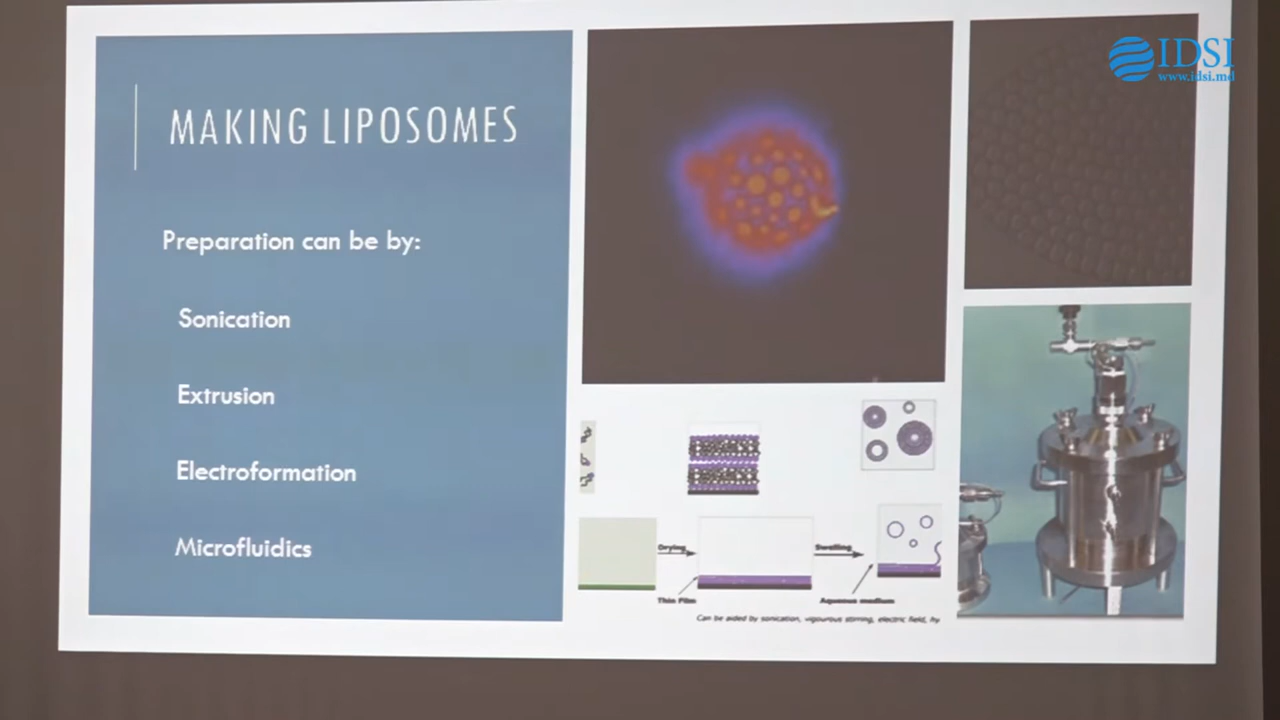 IDSI
www.idsi.md
MAKING LIPOSOMES
Preparation can be by:
Sonication
Extrusion
Electroformation
Microfluidics
Drying
Swelling
Thin Film
Aqueous medium
Can be aided by sonication, vigourous stirring, electric field, hy